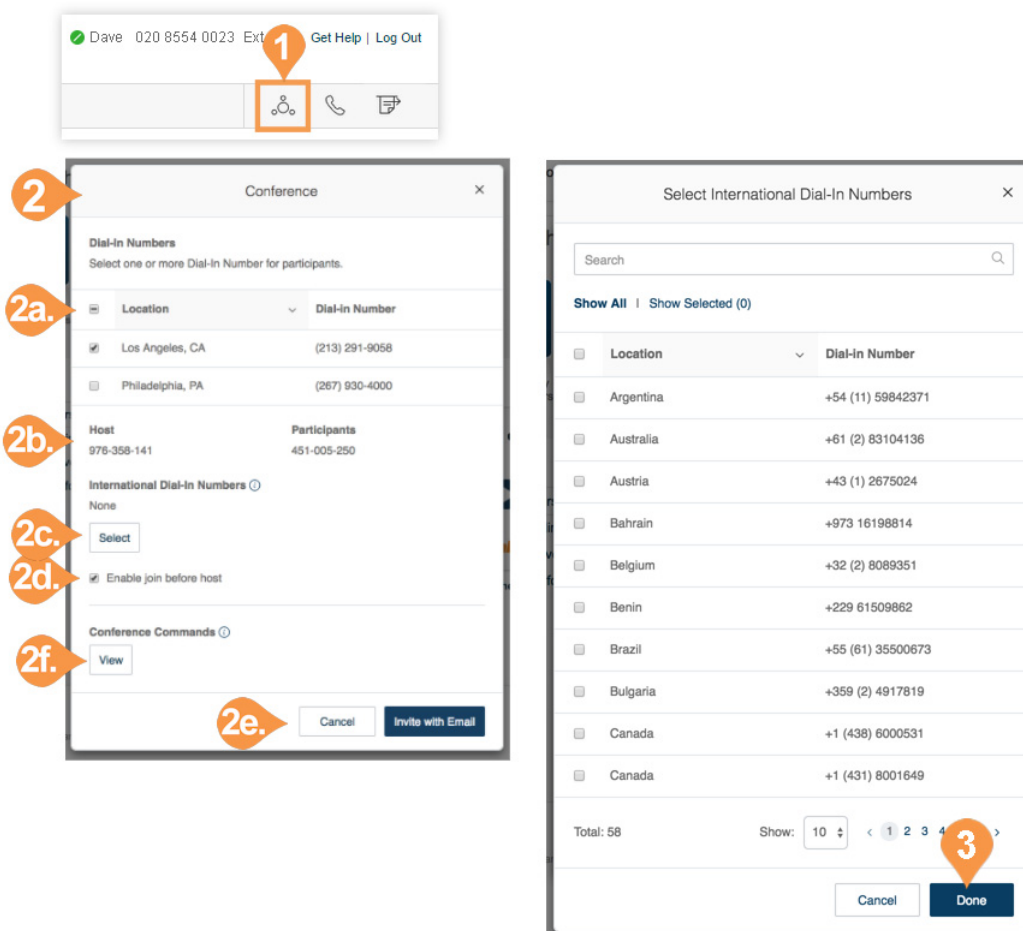 Dave 020 8554 0023 Ext Get Help | Log Out
1
2
Conference ×
Dial-in Numbers
Select one or more Dial-In Number for participants.
2a.
Location Dial-in Number
Los Angeles, CA (213) 291-9058
Philadelphia, PA (267) 930-4000
2b.
Host Participants
976-358-141 451-005-250
International Dial-In Numbers
None
2c.
Select
2d.
Enable join before host
Conference Commands
2f.
View
2e.
Cancel Invite with Email
Select International Dial-In Numbers ×
Search
Show All | Show Selected (0)
Location Dial-in Number
Argentina +54 (11) 59842371
Australia +61 (2) 83104136
Austria +43 (1) 2675024
Bahrain +973 16198814
Belgium +32 (2) 8089351
Benin +229 61509862
Brazil +55 (61) 35500673
Bulgaria +359 (2) 4917819
Canada +1 (438) 6000531
Canada +1 (431) 8001649
Total: 58 Show: 10 < 1 2 3 4 >
3
Cancel Done